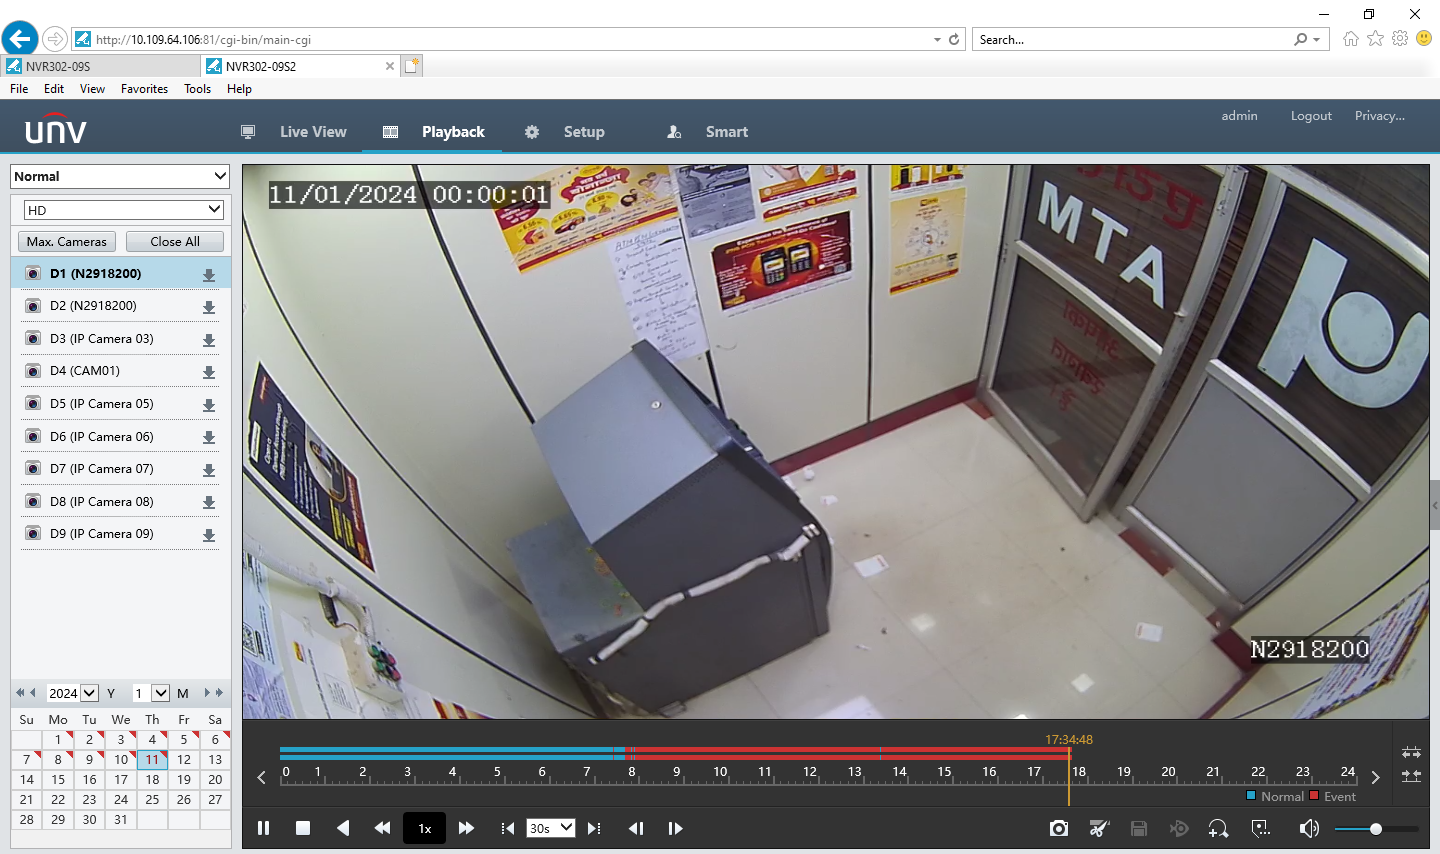 http://10.109.64.106:81/cgi-bin/main-cgi
Search...
NVR302-09S
NVR302-09S2
File Edit View Favorites Tools Help
unv
Live View
Playback
Setup
Smart
admin
Logout
Privacy...
Normal
HD
Max. Cameras
Close All
D1 (N2918200)
D2 (N2918200)
D3 (IP Camera 03)
D4 (CAM01)
D5 (IP Camera 05)
D6 (IP Camera 06)
D7 (IP Camera 07)
D8 (IP Camera 08)
D9 (IP Camera 09)
2024 Y 1 M
Su Mo Tu We Th Fr Sa
1 2 3 4 5 6
7 8 9 10 11 12 13
14 15 16 17 18 19 20
21 22 23 24 25 26 27
28 29 30 31
11/01/2024 00:00:01
MTA
N2918200
17:34:48
0 1 2 3 4 5 6 7 8 9 10 11 12 13 14 15 16 17 18 19 20 21 22 23 24
Normal Event
1x
30s